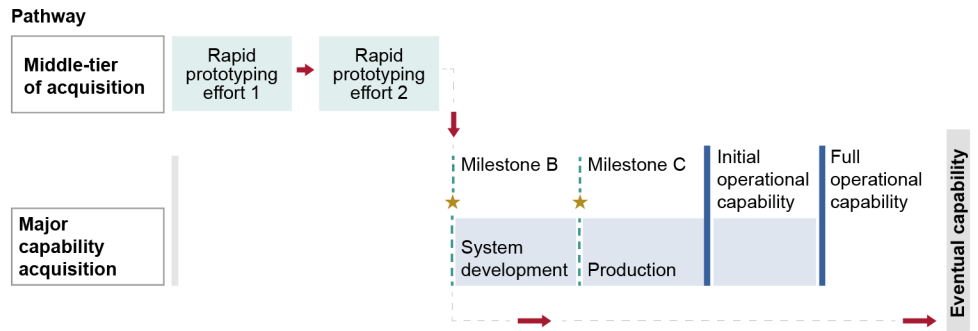 Pathway
Middle-tier
of acquisition
Rapid
prototyping
effort 1
Rapid
prototyping
effort 2
Milestone B
Milestone C
Initial
operational
capability
Full
operational
capability
Major
capability
acquisition
System
development
Production
Eventual capability